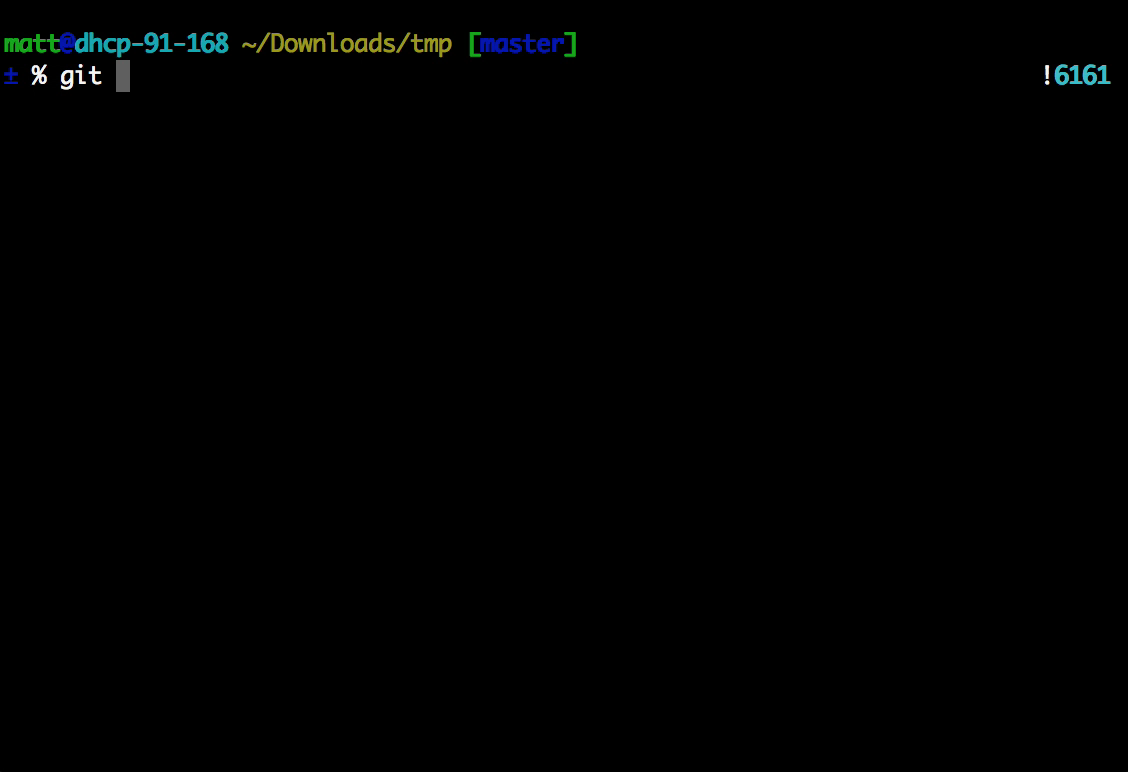 matt@dhcp-91-168 ~/Downloads/tmp [master]
± % git !6161